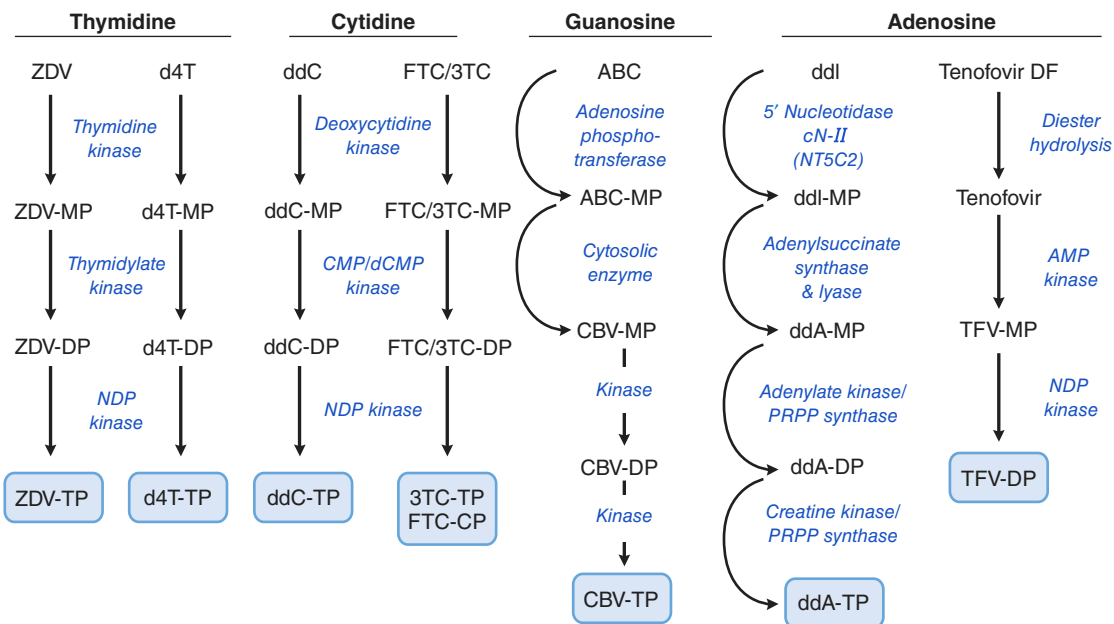 Thymidine
Cytidine
Guanosine
Adenosine
ZDV
d4T
ddC
FTC/3TC
ABC
ddI
Tenofovir DF
Thymidine
kinase
Deoxycytidine
kinase
Adenosine
phospho-
transferase
5′ Nucleotidase
cN-II
(NT5C2)
Diester
hydrolysis
ZDV-MP
d4T-MP
ddC-MP
FTC/3TC-MP
ABC-MP
ddI-MP
Tenofovir
Thymidylate
kinase
CMP/dCMP
kinase
Cytosolic
enzyme
Adenylsuccinate
synthase
& lyase
AMP
kinase
ZDV-DP
d4T-DP
ddC-DP
FTC/3TC-DP
CBV-MP
ddA-MP
TFV-MP
NDP
kinase
NDP kinase
Kinase
Adenylate kinase/
PRPP synthase
NDP
kinase
ZDV-TP
d4T-TP
ddC-TP
3TC-TP
FTC-CP
CBV-DP
ddA-DP
TFV-DP
Kinase
Creatine kinase/
PRPP synthase
CBV-TP
ddA-TP